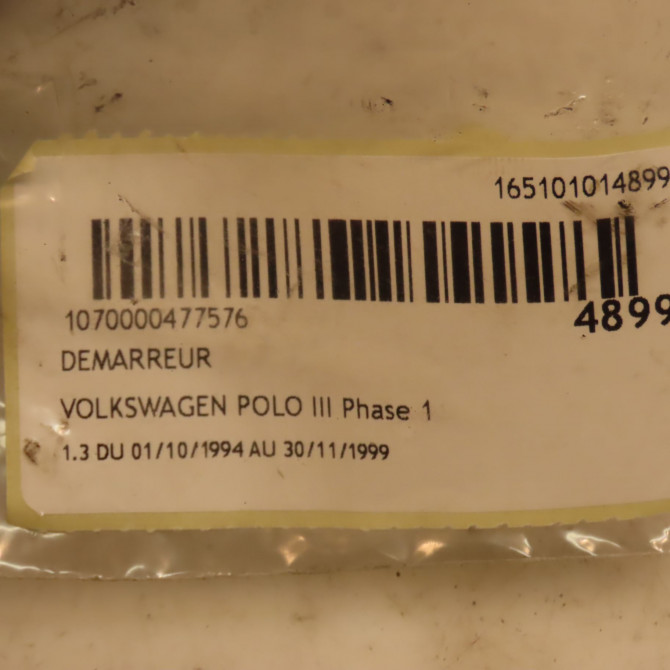 165101014899
1070000477576
4899
DEMARREUR
VOLKSWAGEN POLO III Phase 1
1.3 DU 01/10/1994 AU 30/11/1999